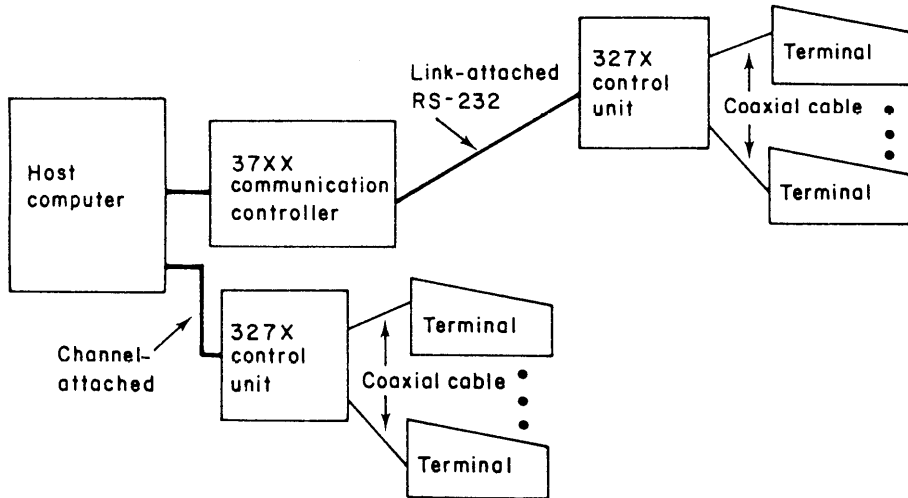 Host
computer
37XX
communication
controller
Link-attached
RS-232
327X
control
unit
Terminal
Coaxial cable
Terminal
Channel-
attached
327X
control
unit
Terminal
Coaxial cable
Terminal